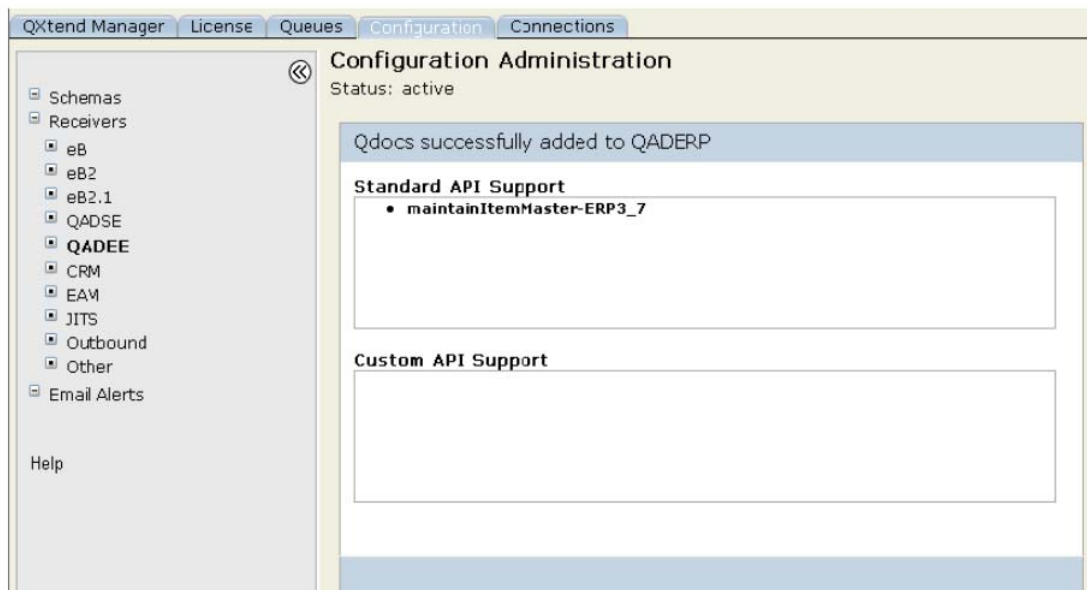 QXtend Manager License Queues Configuration Connections
Configuration Administration
Status: active
Schemas
Receivers
eB
eB2
eB2.1
QADSE
QADEE
CRM
EAM
JITS
Outbound
Other
Email Alerts
Help
Qdocs successfully added to QADERP
Standard API Support
• maintainItemMaster-ERP3_7
Custom API Support